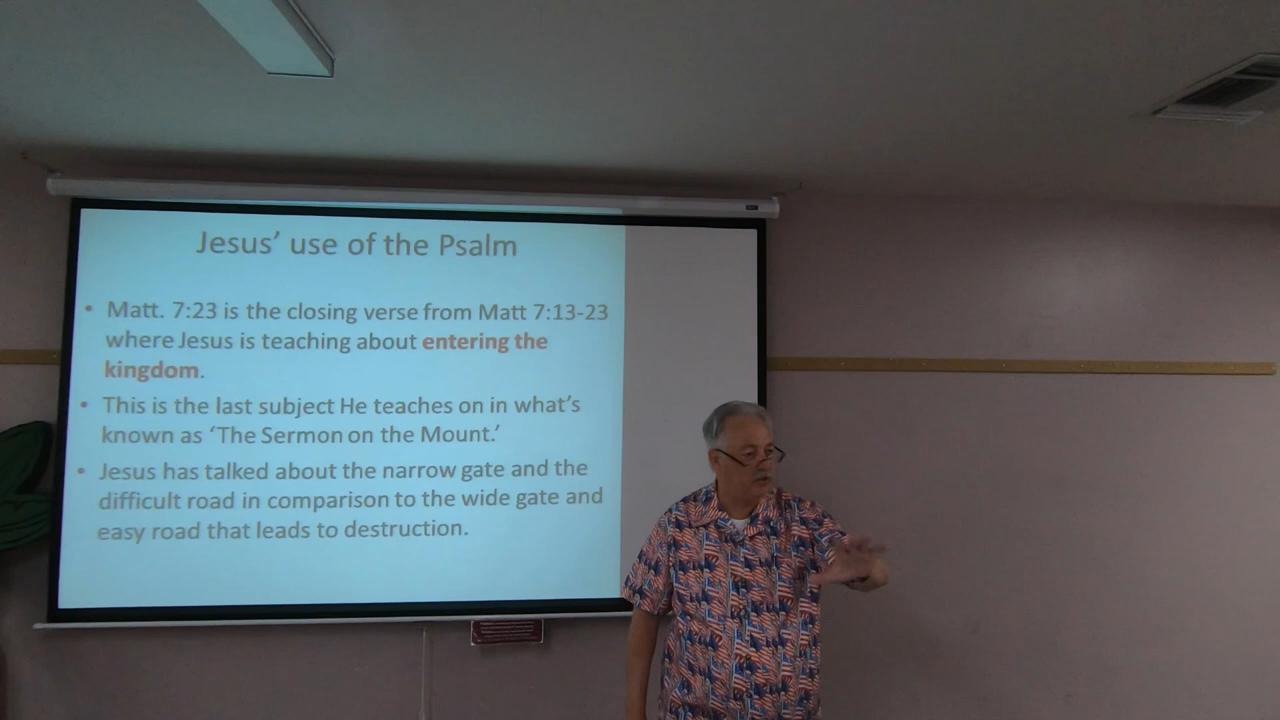 Jesus' use of the Psalm
• Matt. 7:23 is the closing verse from Matt 7:13-23
where Jesus is teaching about entering the
kingdom.
• This is the last subject He teaches on in what's
known as 'The Sermon on the Mount.'
• Jesus has talked about the narrow gate and the
difficult road in comparison to the wide gate and
easy road that leads to destruction.